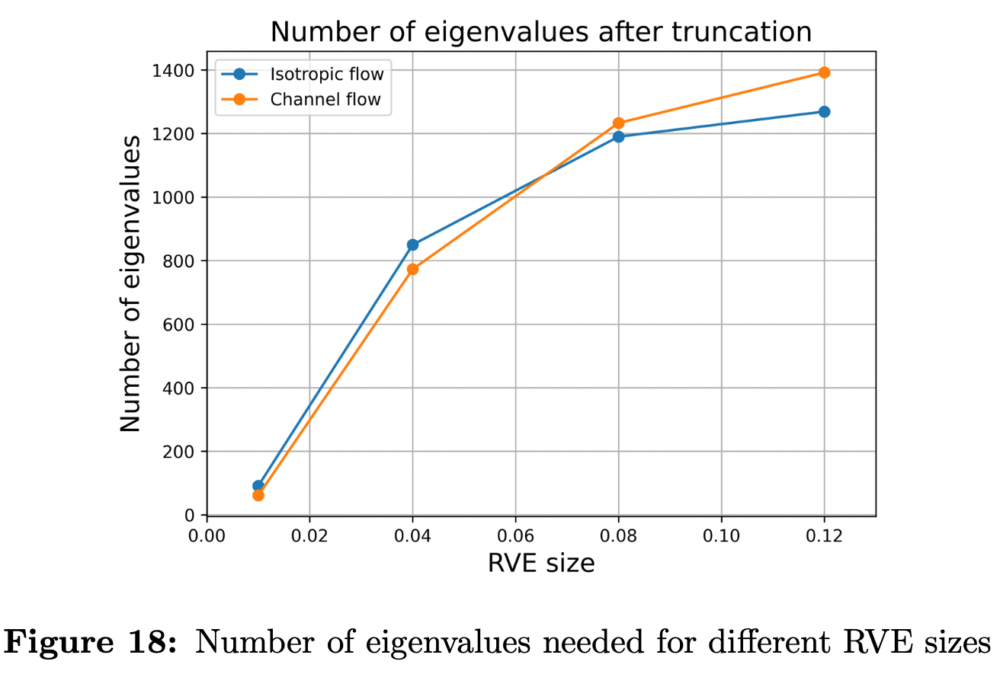 Number of eigenvalues after truncation
Isotropic flow
Channel flow
Number of eigenvalues
1400
1200
1000
800
600
400
200
0
0.00 0.02 0.04 0.06 0.08 0.10 0.12
RVE size
Figure 18: Number of eigenvalues needed for different RVE sizes